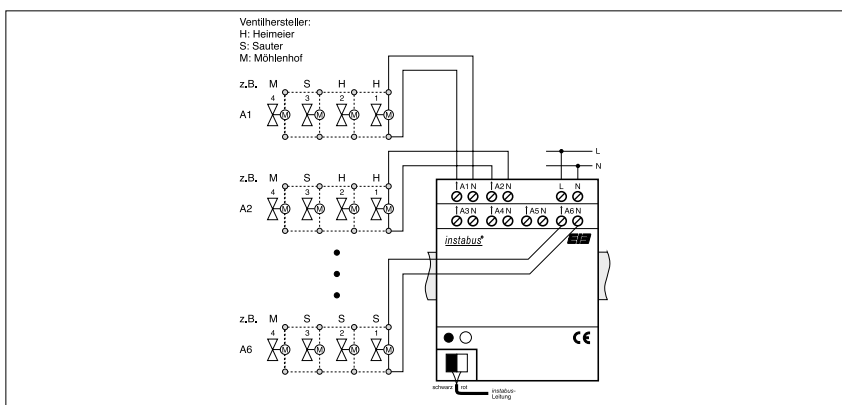 Ventilhersteller:
H: Heimeier
S: Sauter
M: Möhlenhof
z.B. M S H H
4 3 2 1
A1 M M M M
L
N
z.B. M S H H
4 3 2 1
A2 M M M M
A1 N A2 N L N
A3 N A4 N A5 N A6 N
instabus® EIB
z.B. M S S S
4 3 2 1
A6 M M M M
CE
schwarz rot
instabus-
Leitung